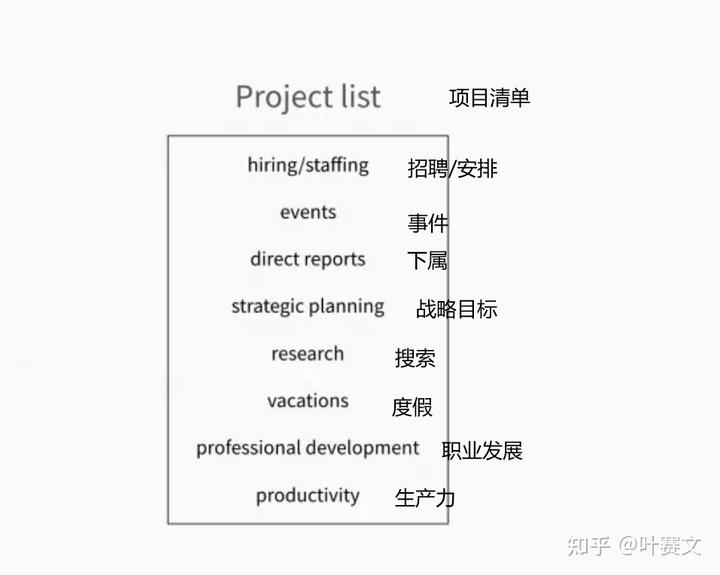 Project list 项目清单
hiring/staffing 招聘/安排
events 事件
direct reports 下属
strategic planning 战略目标
research 搜索
vacations 度假
professional development 职业发展
productivity 生产力
知乎 @叶赛文